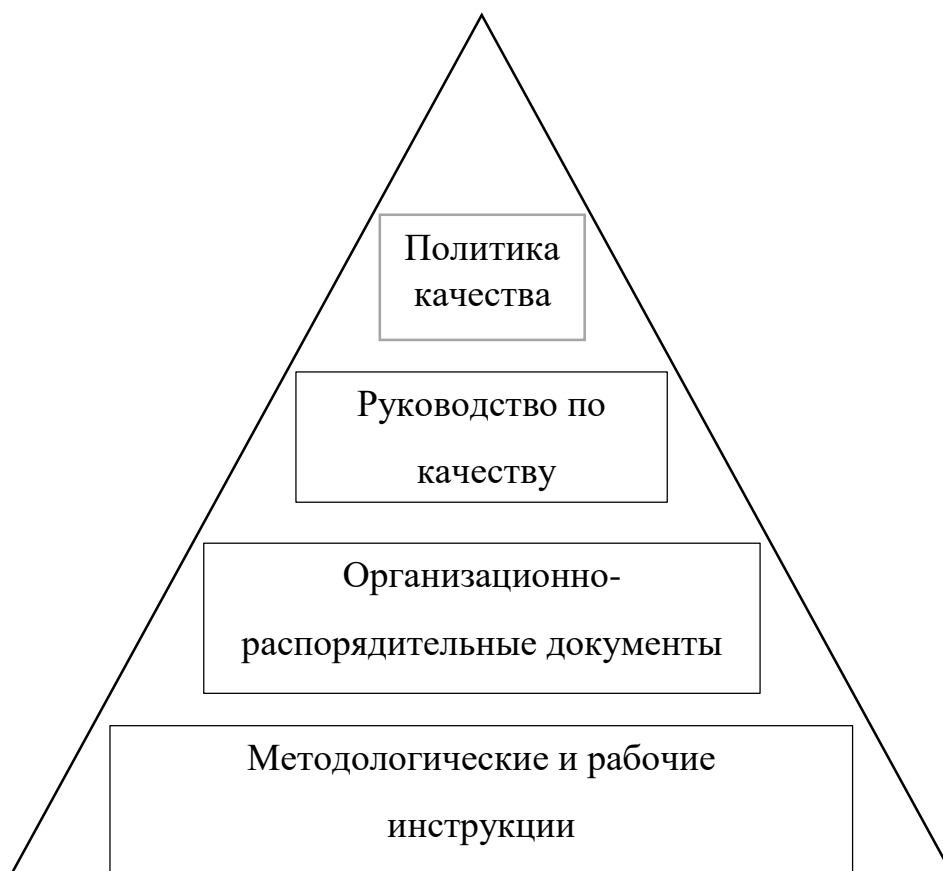 Политика
качества
Руководство по
качеству
Организационно-
распорядительные документы
Методологические и рабочие
инструкции